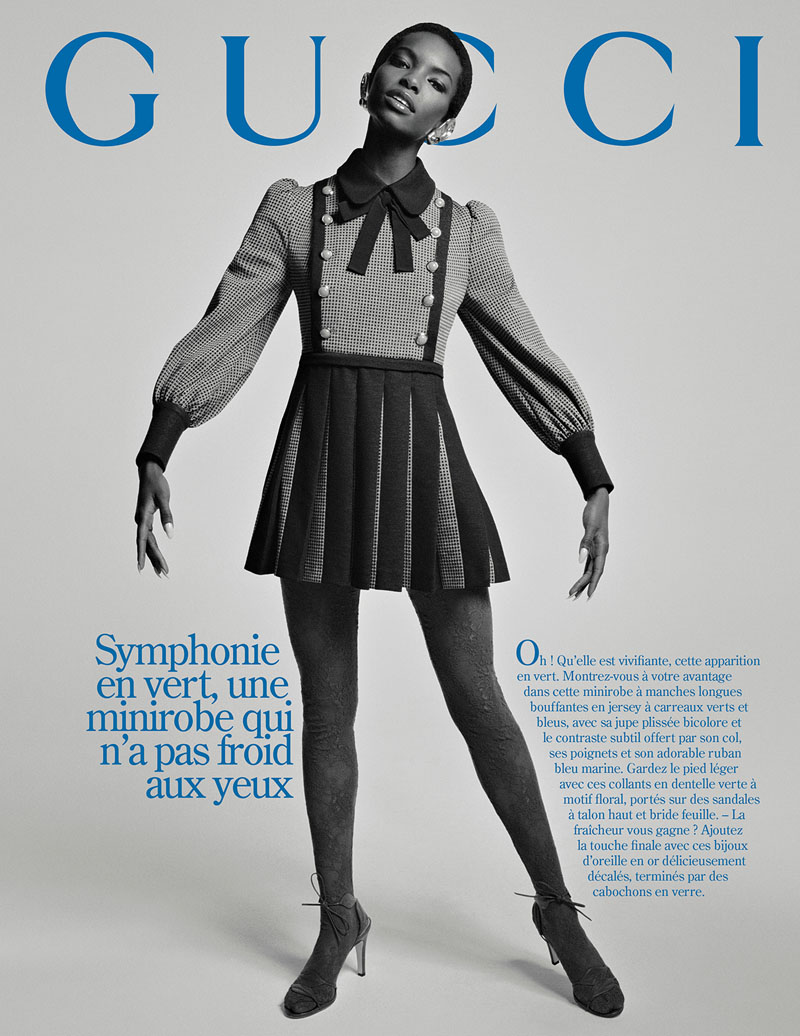 GUCCI
Symphonie
en vert, une
minirobe qui
n'a pas froid
aux yeux
Oh ! Qu'elle est vivifiante, cette apparition
en vert. Montrez-vous à votre avantage
dans cette minirobe à manches longues
bouffantes en jersey à carreaux verts et
bleus, avec sa jupe plissée bicolore et
le contraste subtil offert par son col,
ses poignets et son adorable ruban
bleu marine. Gardez le pied léger
avec ces collants en dentelle verte à
motif floral, portés sur des sandales
à talon haut et bride feuille. – La
fraîcheur vous gagne ? Ajoutez
la touche finale avec ces bijoux
d'oreille en or délicieusement
décalés, terminés par des
cabochons en verre.